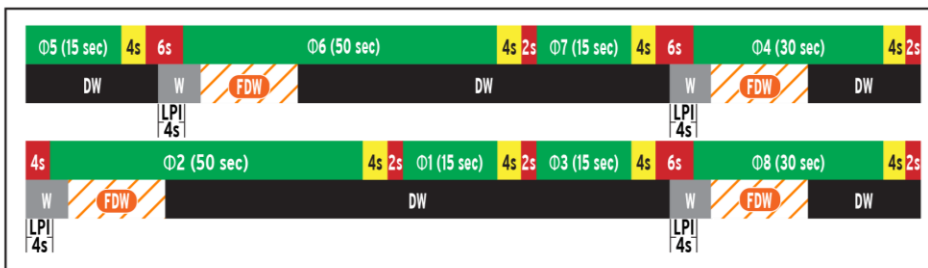 Φ5 (15 sec) 4s 6s Φ6 (50 sec) 4s 2s Φ7 (15 sec) 4s 6s Φ4 (30 sec) 4s 2s
DW W FDW DW W FDW DW
LPI LPI
4s 4s
4s Φ2 (50 sec) 4s 2s Φ1 (15 sec) 4s 2s Φ3 (15 sec) 4s 6s Φ8 (30 sec) 4s 2s
W FDW DW W FDW DW
LPI LPI
4s 4s